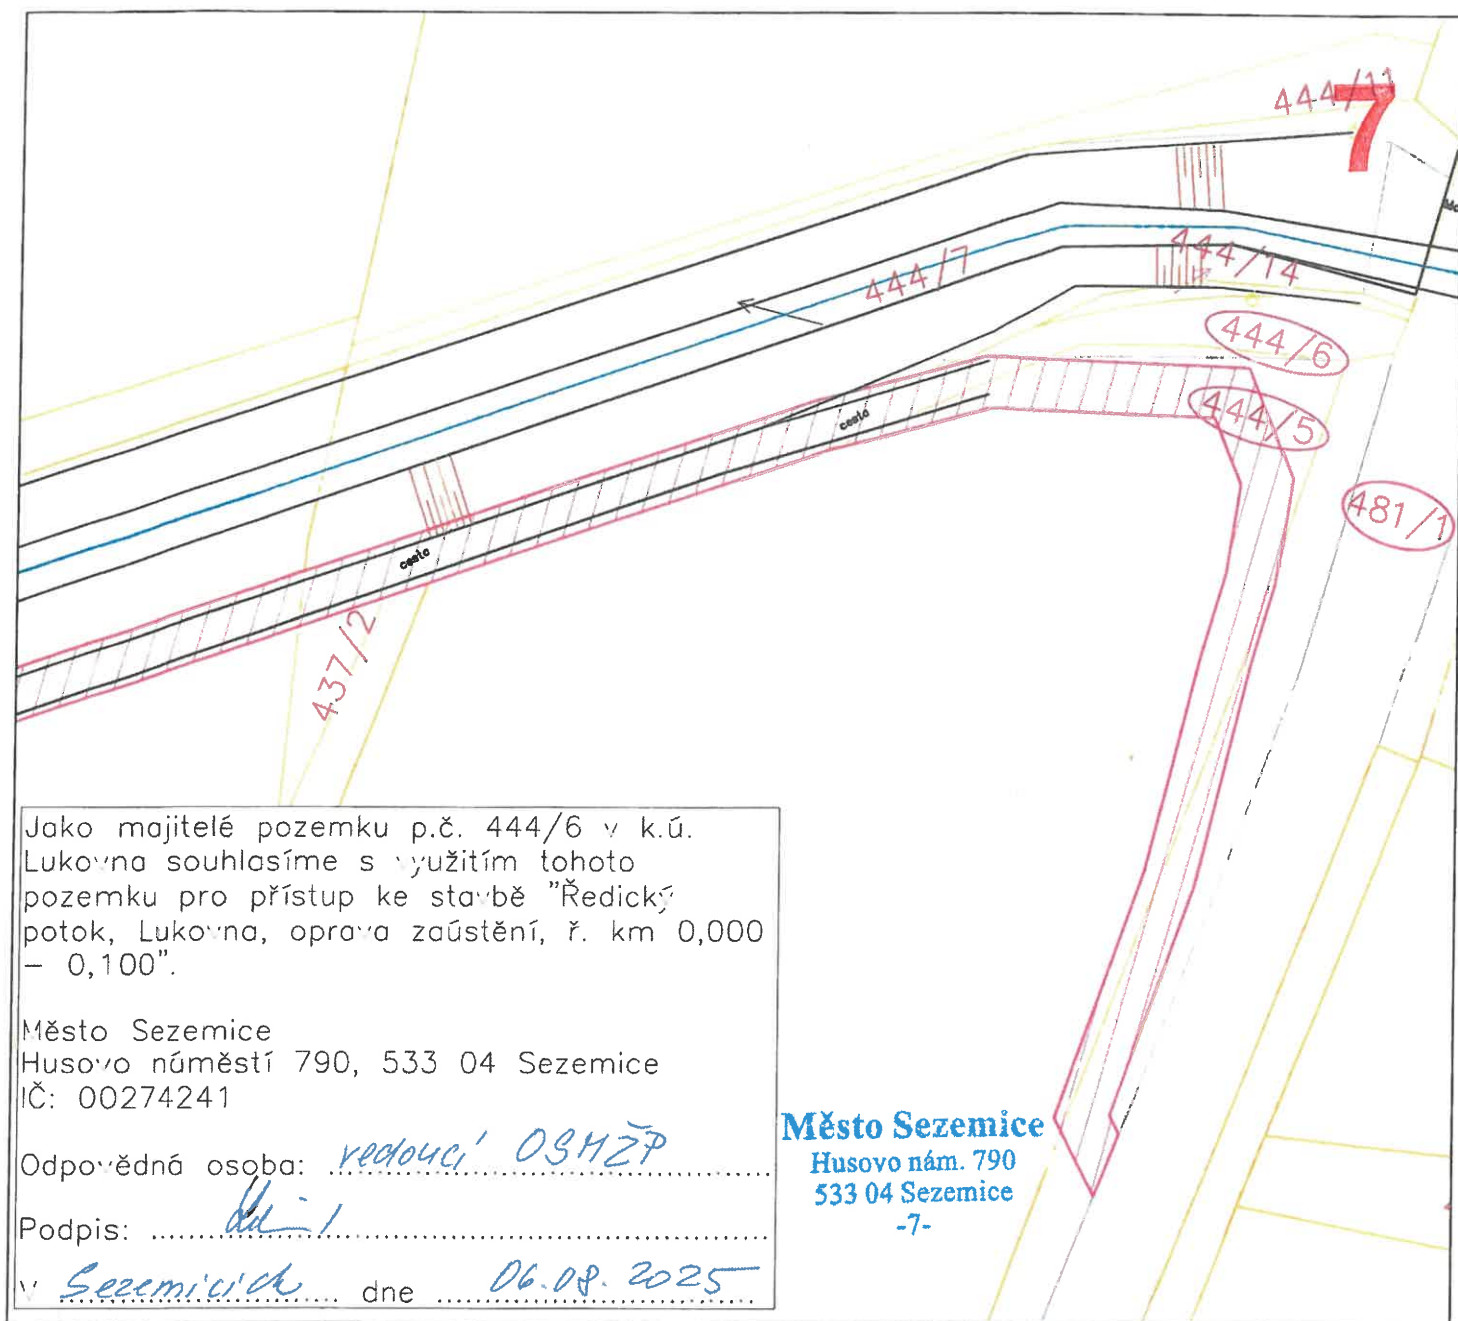 444/11
7
444/7
444/14
444/6
444/5
481/1
cesta
cesta
437/2
Jako majitelé pozemku p.č. 444/6 v k.ú.
Lukovna souhlasíme s využitím tohoto
pozemku pro přístup ke stavbě "Ředický
potok, Lukovna, oprava zaústění, ř. km 0,000
– 0,100".
Město Sezemice
Husovo náměstí 790, 533 04 Sezemice
IČ: 00274241
Odpovědná osoba: vedoucí OSMŽP
Podpis:
V Sezemicích dne 06.08.2025
Město Sezemice
Husovo nám. 790
533 04 Sezemice
-7-